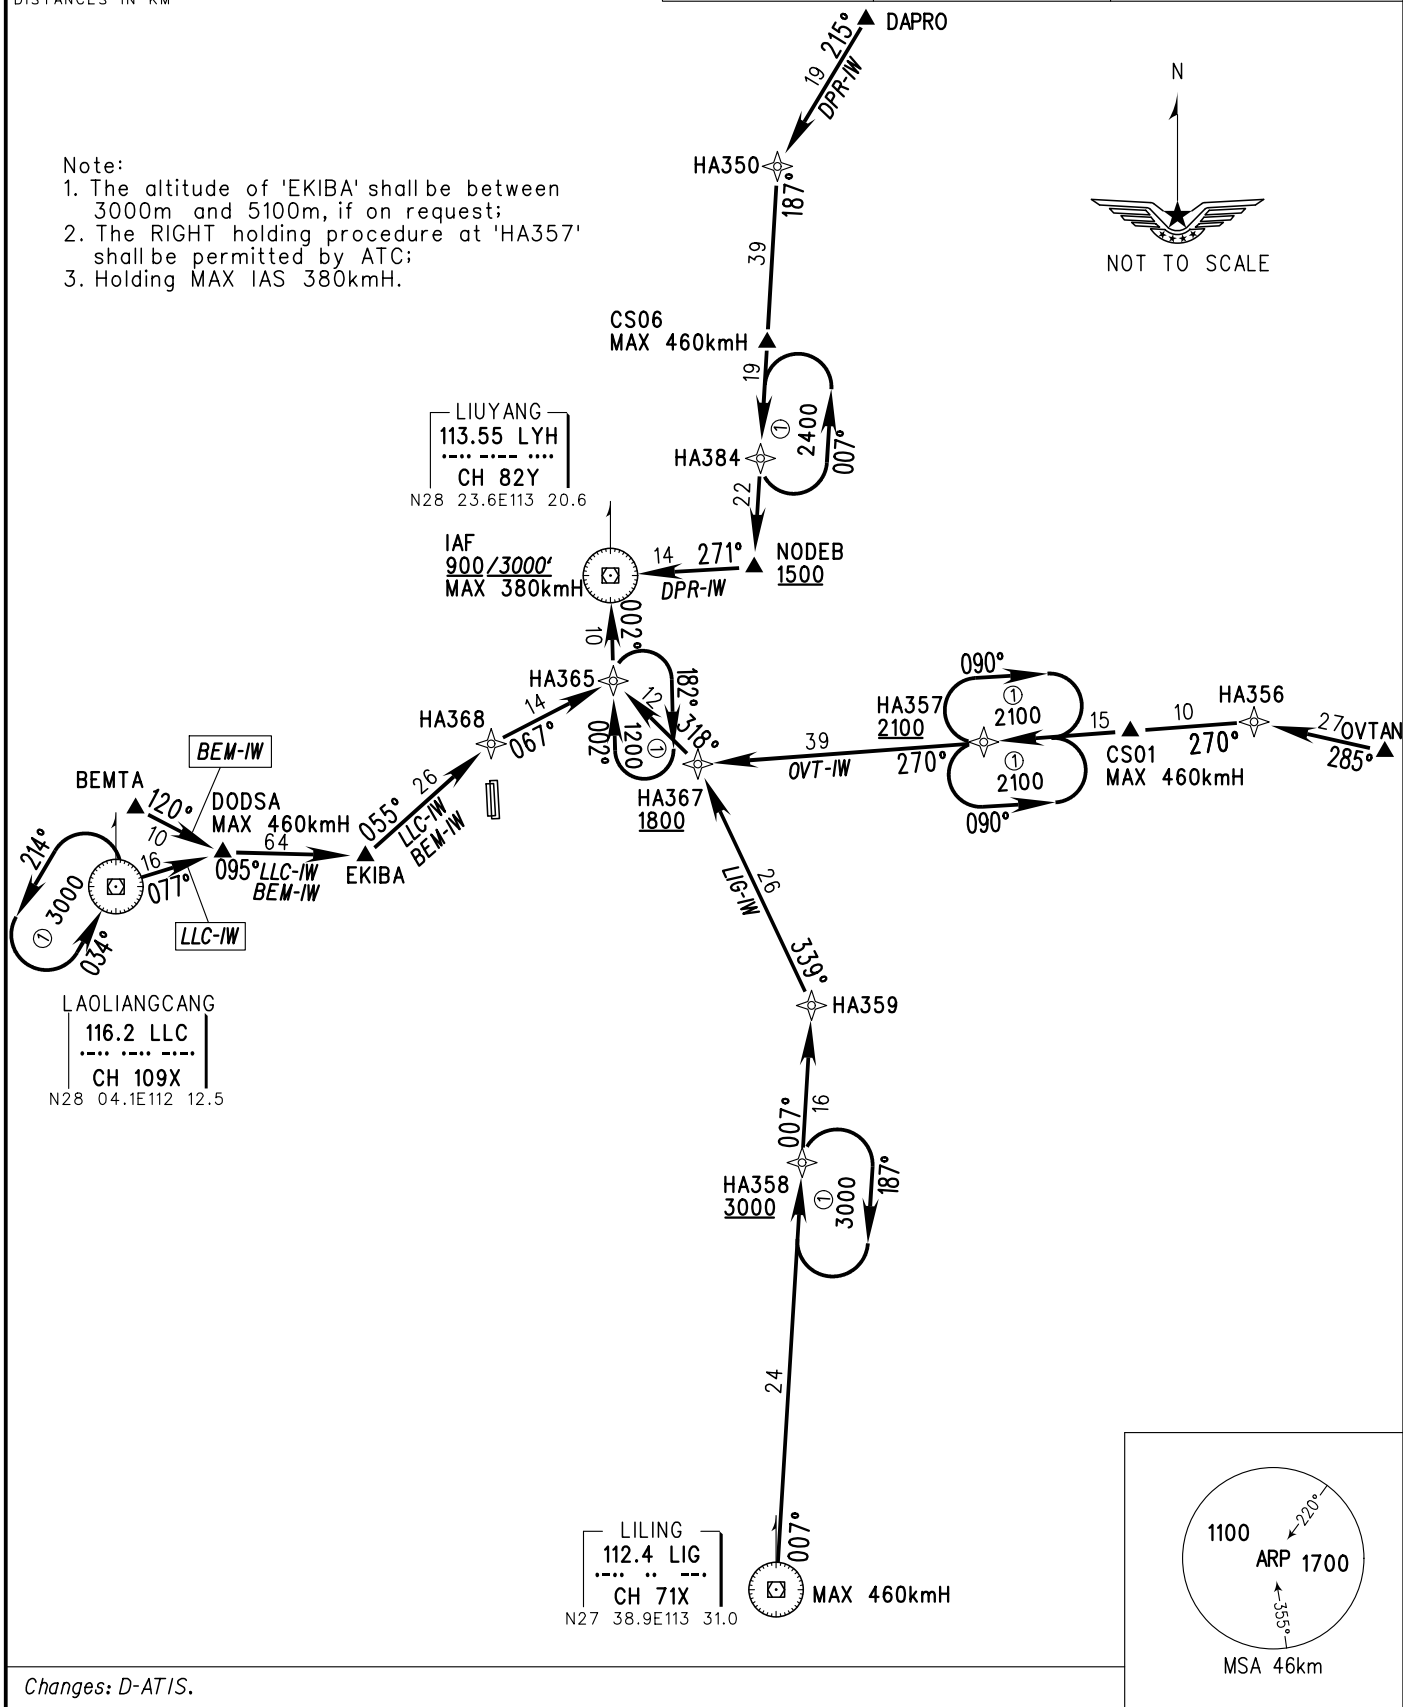 DISTANCES IN KM
DAPRO
215°
19
DPR-IW
N
NOT TO SCALE
Note:
1. The altitude of 'EKIBA' shall be between
3000m and 5100m, if on request;
2. The RIGHT holding procedure at 'HA357'
shall be permitted by ATC;
3. Holding MAX IAS 380kmH.
HA350
187°
39
CS06
MAX 460kmH
19
① 2400
007°
HA384
22
LIUYANG
113.55 LYH
CH 82Y
N28 23.6E113 20.6
IAF
900/3000'
MAX 380kmH
14 271°
DPR-IW
NODEB
1500
002°
10
HA365
182°
12
318°
1200 ①
002°
14
HA368
067°
HA367
1800
39
OVT-IW
270°
HA357
2100
090°
①
2100
①
2100
090°
15
CS01
MAX 460kmH
10
270°
HA356
27
OVTAN
285°
BEM-IW
BEMTA
120°
10
DODSA
MAX 460kmH
64
095° LLC-IW
BEM-IW
EKIBA
055°
26
LLC-IW
BEM-IW
214°
① 3000
034°
16
077°
LLC-IW
LAOLIANGCANG
116.2 LLC
CH 109X
N28 04.1E112 12.5
26
LIG-IW
339°
HA359
16
007°
HA358
3000
① 3000
187°
24
007°
LILING
112.4 LIG
CH 71X
N27 38.9E113 31.0
MAX 460kmH
220°
1100
ARP 1700
355°
MSA 46km
Changes: D-ATIS.